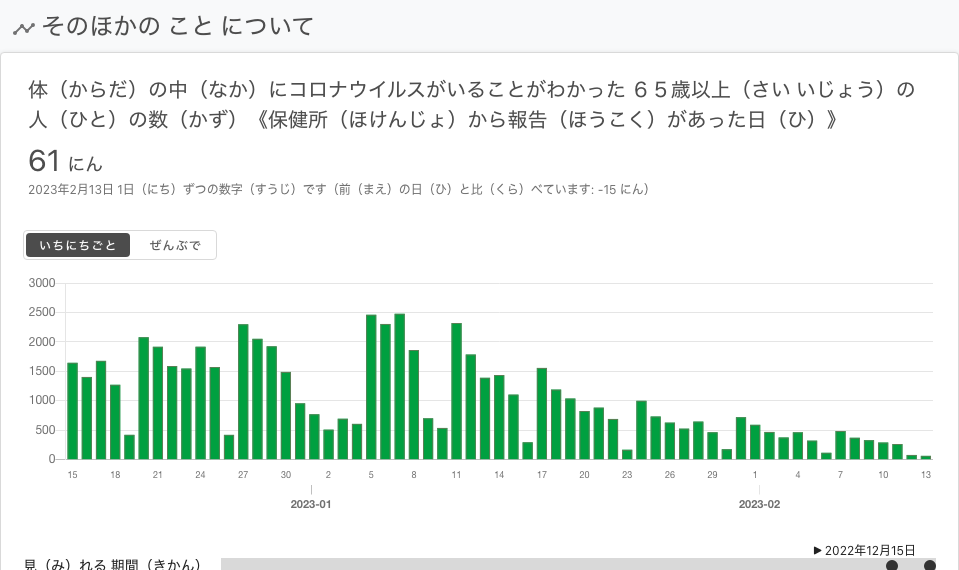 そのほかの こと について
体（からだ）の中（なか）にコロナウイルスがいることがわかった ６５歳以上（さい いじょう）の
人（ひと）の数（かず）《保健所（ほけんじょ）から報告（ほうこく）があった日（ひ）》
61 にん
2023年2月13日 1日（にち）ずつの数字（すうじ）です（前（まえ）の日（ひ）と比（くら）べています: -15 にん）
いちにちごと ぜんぶで
3000
2500
2000
1500
1000
500
0
15 18 21 24 27 30 2 5 8 11 14 17 20 23 26 29 1 4 7 10 13
2023-01 2023-02
▶ 2022年12月15日
見（み）れる 期間（きかん）